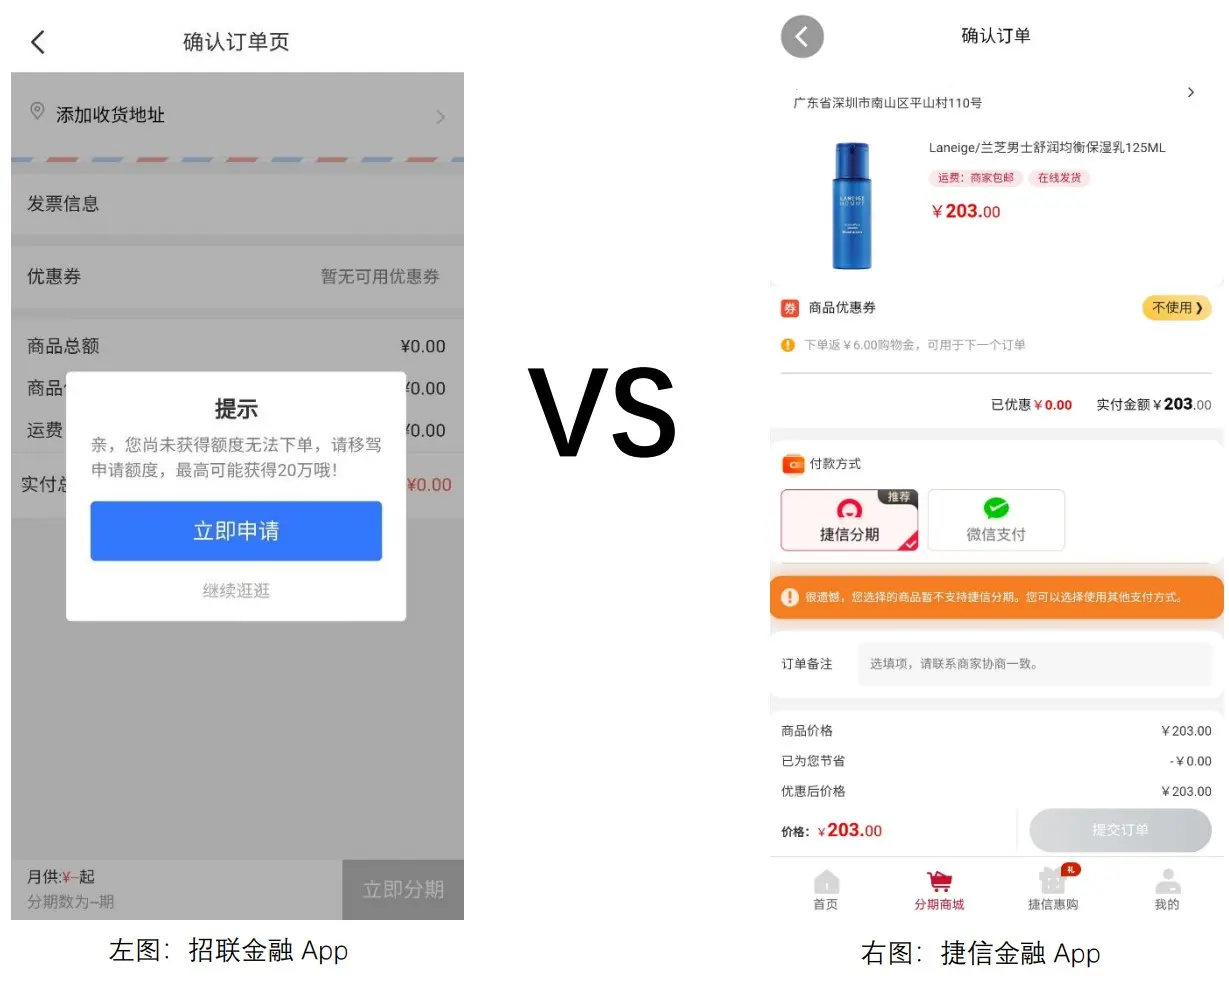 确认订单页
添加收货地址
发票信息
优惠券 暂无可用优惠券
商品总额 ¥0.00
商品 ¥0.00
运费 ¥0.00
实付总 ¥0.00
提示
亲，您尚未获得额度无法下单，请移驾
申请额度，最高可能获得20万哦！
立即申请
继续逛逛
月供:¥--起
分期数为--期
立即分期
左图：招联金融 App
VS
确认订单
广东省深圳市南山区平山村110号
Laneige/兰芝男士舒润均衡保湿乳125ML
运费：商家包邮 在线发货
￥203.00
LANEIGE
HOMME
券 商品优惠券 不使用 ❯
下单返￥6.00购物金，可用于下一个订单
已优惠￥0.00 实付金额￥203.00
付款方式
推荐
捷信分期 微信支付
很遗憾，您选择的商品暂不支持捷信分期。您可以选择使用其他支付方式。
订单备注 选填项，请联系商家协商一致。
商品价格 ￥203.00
已为您节省 -￥0.00
优惠后价格 ￥203.00
价格：￥203.00 提交订单
礼
首页 分期商城 捷信惠购 我的
右图：捷信金融 App